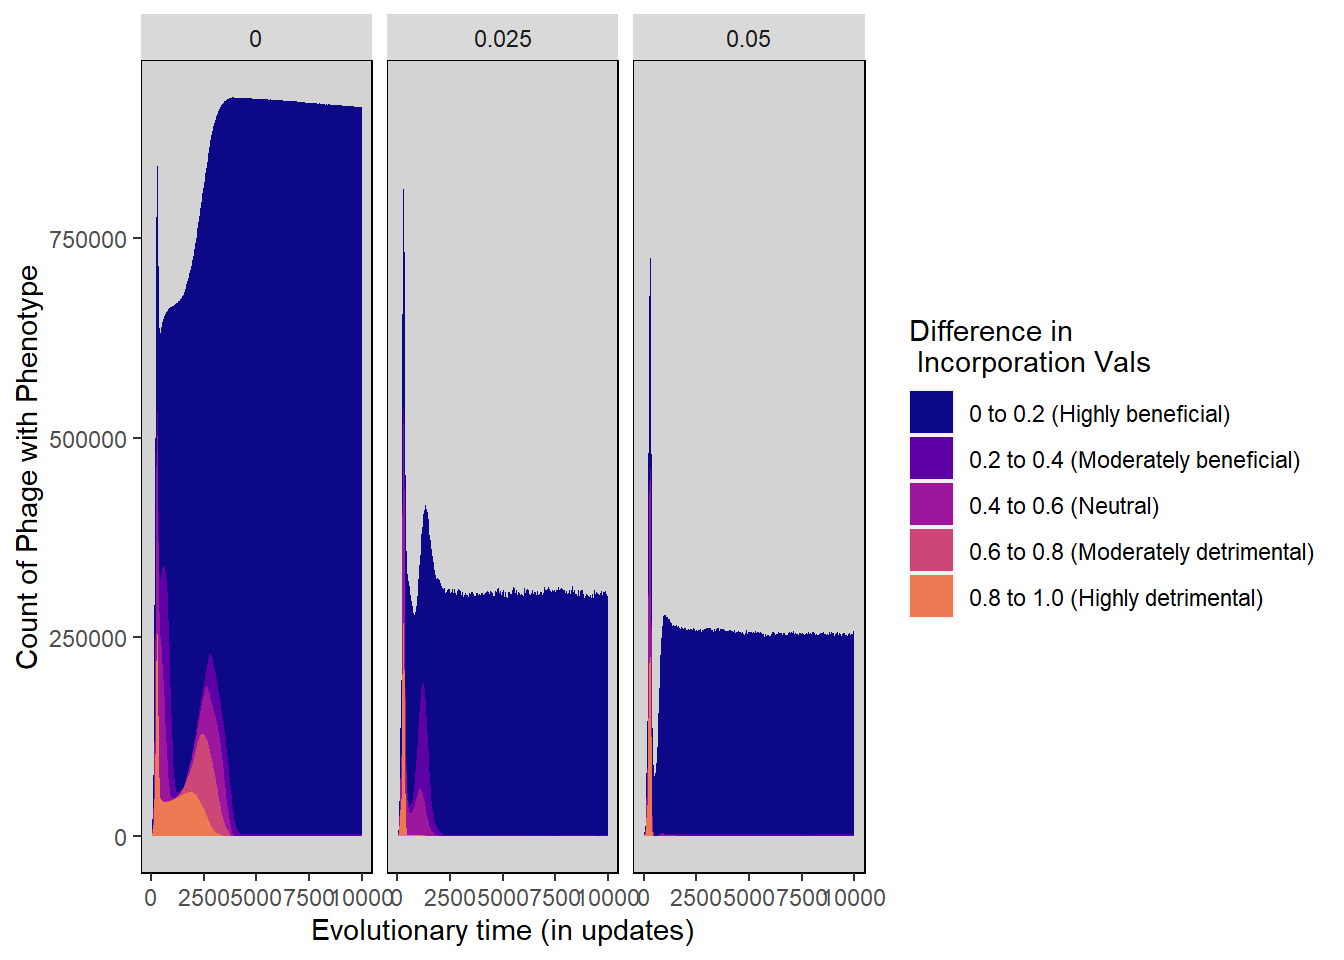 0
0.025
0.05
Count of Phage with Phenotype
750000
500000
250000
0
0 2500 5000 7500 10000
0 2500 5000 7500 10000
0 2500 5000 7500 10000
Evolutionary time (in updates)
Difference in
Incorporation Vals
0 to 0.2 (Highly beneficial)
0.2 to 0.4 (Moderately beneficial)
0.4 to 0.6 (Neutral)
0.6 to 0.8 (Moderately detrimental)
0.8 to 1.0 (Highly detrimental)